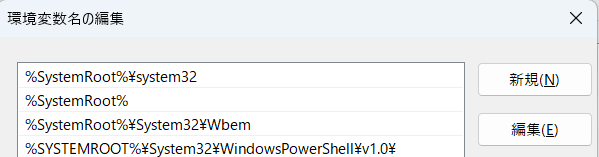 環境変数名の編集
%SystemRoot%¥system32
新規(N)
%SystemRoot%
%SystemRoot%¥System32¥Wbem
編集(E)
%SYSTEMROOT%¥System32¥WindowsPowerShell¥v1.0¥